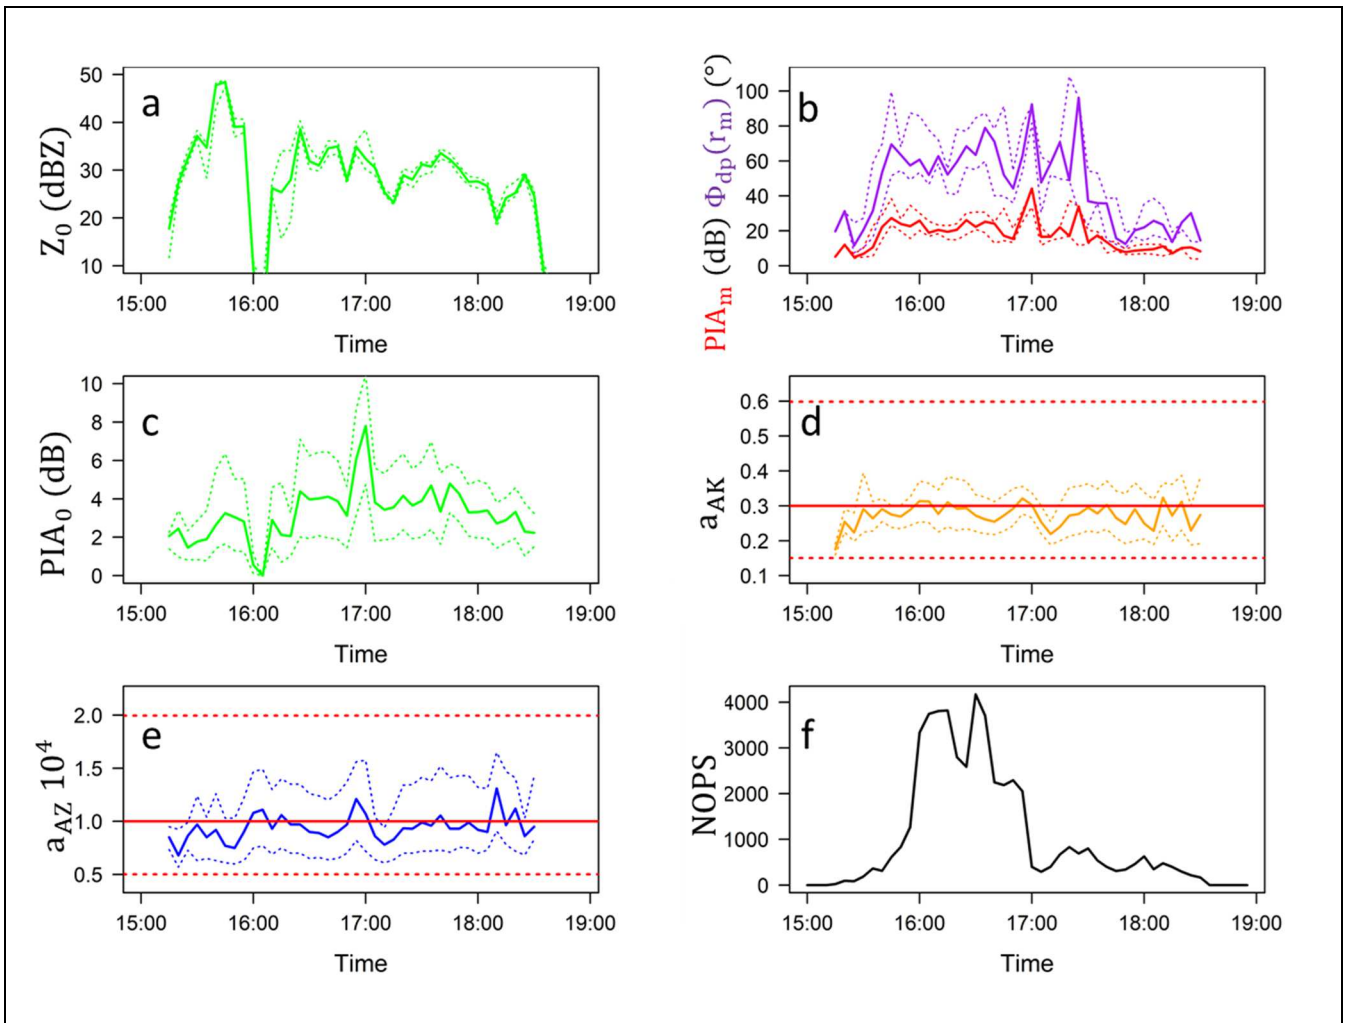 a
Z₀ (dBZ)
50
40
30
20
10
15:00 16:00 17:00 18:00 19:00
Time
b
PIAₘ (dB) Φdp(rₘ) (°)
100
80
60
40
20
0
15:00 16:00 17:00 18:00 19:00
Time
c
PIA₀ (dB)
10
8
6
4
2
0
15:00 16:00 17:00 18:00 19:00
Time
d
aAK
0.6
0.5
0.4
0.3
0.2
0.1
15:00 16:00 17:00 18:00 19:00
Time
e
aAZ 10⁴
2.0
1.5
1.0
0.5
15:00 16:00 17:00 18:00 19:00
Time
f
NOPS
4000
3000
2000
1000
0
15:00 16:00 17:00 18:00 19:00
Time